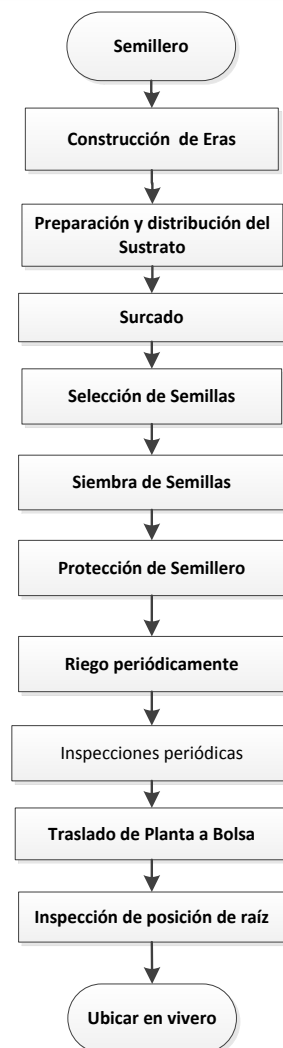 Semillero
Construcción de Eras
Preparación y distribución del
Sustrato
Surcado
Selección de Semillas
Siembra de Semillas
Protección de Semillero
Riego periódicamente
Inspecciones periódicas
Traslado de Planta a Bolsa
Inspección de posición de raíz
Ubicar en vivero